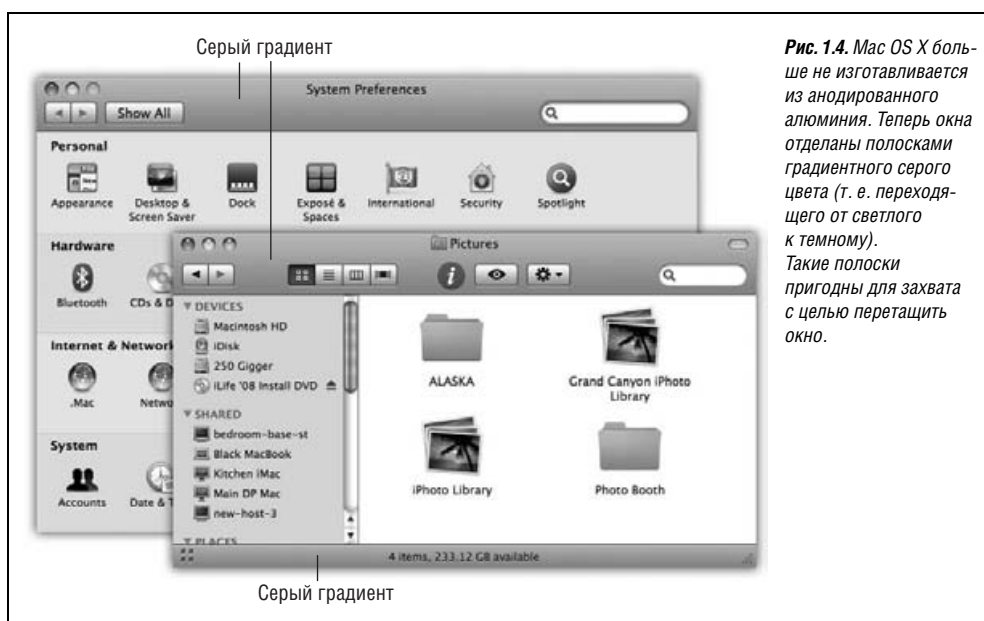 Серый градиент
System Preferences
Show All
Personal
Appearance
Desktop &
Screen Saver
Dock
Exposé &
Spaces
International
Security
Spotlight
Hardware
Bluetooth
CDs & D
Internet & Networ
.Mac
Netwo
System
Accounts
Date & T
Pictures
DEVICES
Macintosh HD
iDisk
250 Gigger
iLife '08 Install DVD
SHARED
bedroom-base-st
Black MacBook
Kitchen iMac
Main DP Mac
new-host-3
PLACES
ALASKA
Grand Canyon iPhoto
Library
iPhoto Library
Photo Booth
4 items, 233.12 GB available
Серый градиент
Рис. 1.4. Mac OS X боль-
ше не изготавливается
из анодированного
алюминия. Теперь окна
отделаны полосками
градиентного серого
цвета (т. е. переходя-
щего от светлого
к темному).
Такие полоски
пригодны для захвата
с целью перетащить
окно.